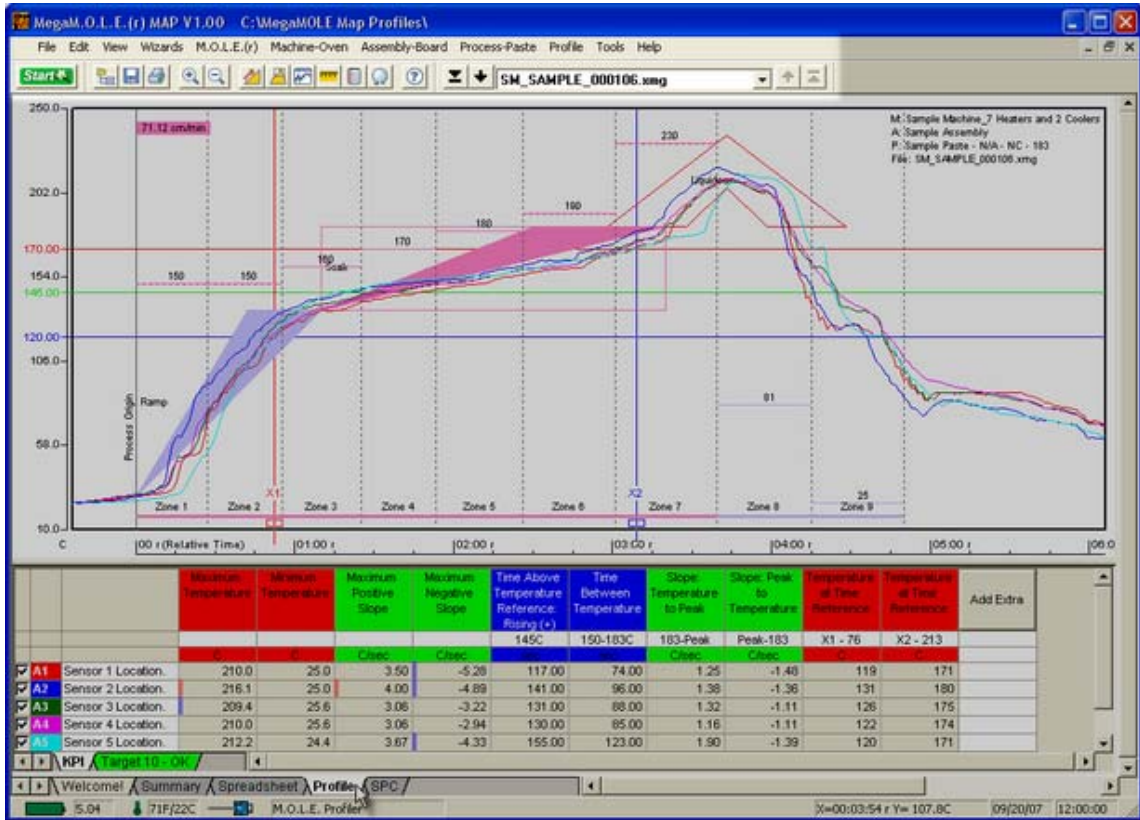 MegaM.O.L.E.(r) MAP V1.00 C:\MegaMOLE Map Profiles\
File Edit View Wizards M.O.L.E.(r) Machine-Oven Assembly-Board Process-Paste Profile Tools Help
Start
SM_SAMPLE_000106.xmg
250.0
71.12 cm/min
230
M: Sample Machine_7 Heaters and 2 Coolers
A: Sample Assembly
P: Sample Paste - N/A - NC - 183
File: SM_SAMPLE_000106.xmg
202.0
Liquidus
190
180
170
170.00
160
Soak
154.0
150
150
145.00
120.00
106.0
Process Origin
Ramp
81
58.0
X1
X2
25
Zone 1 Zone 2 Zone 3 Zone 4 Zone 5 Zone 6 Zone 7 Zone 8 Zone 9
10.0
C 00 r (Relative Time) 01:00 r 02:00 r 03:00 r 04:00 r 05:00 r 06:0
Maximum Temperature Minimum Temperature Maximum Positive Slope Maximum Negative Slope Time Above Temperature Reference: Rising (+) Time Between Temperature Slope: Temperature to Peak Slope: Peak to Temperature Temperature at Time Reference Temperature at Time Reference Add Extra
145C 150-183C 183-Peak Peak-183 X1 - 76 X2 - 213
C C C/sec C/sec C/sec C/sec C C
A1 Sensor 1 Location. 210.0 25.0 3.50 -5.28 117.00 74.00 1.25 -1.48 119 171
A2 Sensor 2 Location. 216.1 25.0 4.00 -4.89 141.00 96.00 1.38 -1.36 131 180
A3 Sensor 3 Location. 209.4 25.6 3.06 -3.22 131.00 88.00 1.32 -1.11 126 175
A4 Sensor 4 Location. 210.0 25.6 3.06 -2.94 130.00 85.00 1.16 -1.11 122 174
A5 Sensor 5 Location. 212.2 24.4 3.67 -4.33 155.00 123.00 1.90 -1.39 120 171
KPI Target 10 - OK
Welcome! Summary Spreadsheet Profile SPC
5.04 71F/22C M.O.L.E. Profiler X=00:03:54 r Y= 107.8C 09/20/07 12:00:00